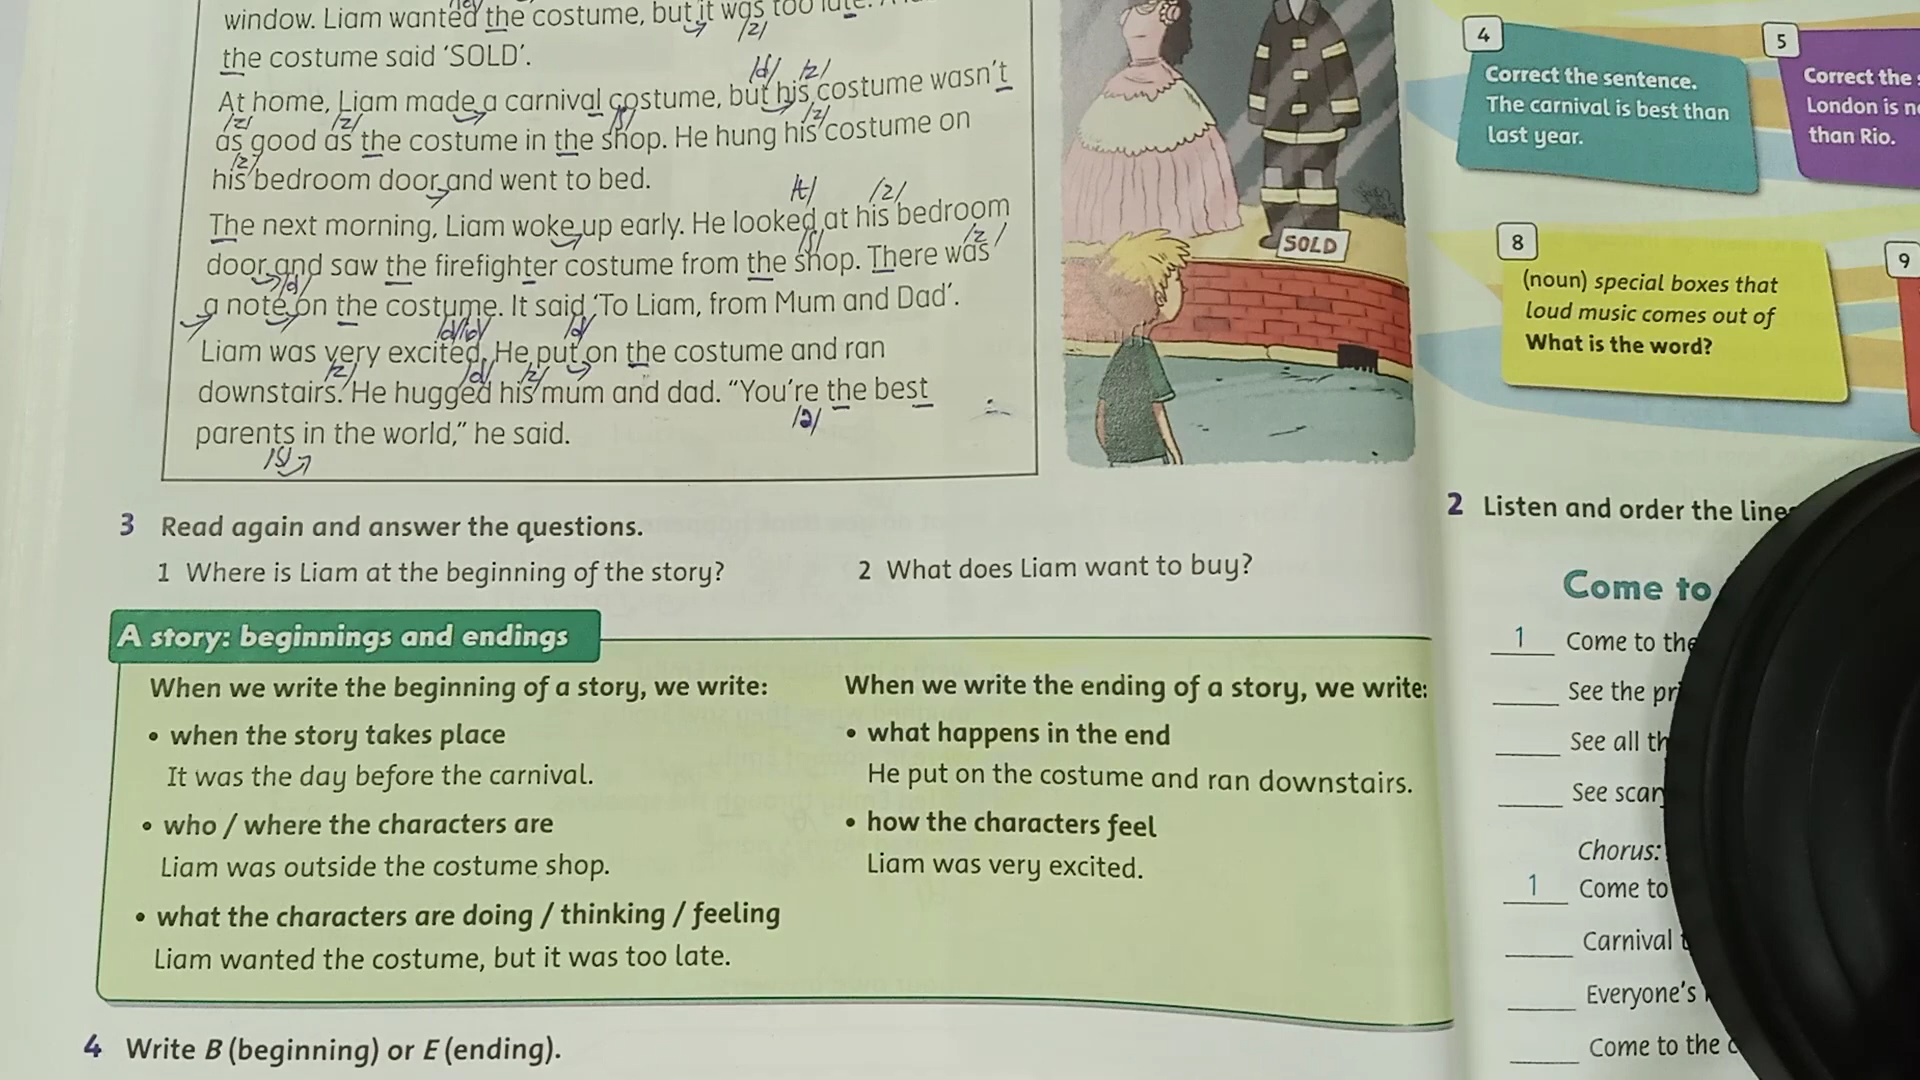 window. Liam wanted the costume, but it was too late.
the costume said ‘SOLD’.
At home, Liam made a carnival costume, but his costume wasn’t
as good as the costume in the shop. He hung his costume on
his bedroom door and went to bed.
The next morning, Liam woke up early. He looked at his bedroom
door and saw the firefighter costume from the shop. There was
a note on the costume. It said ‘To Liam, from Mum and Dad’.
Liam was very excited. He put on the costume and ran
downstairs. He hugged his mum and dad. “You’re the best
parents in the world,” he said.
/z/
/d/ /z/
/z/ /z/ /ʃ/ /z/
/z/
/t/ /z/
/ʃ/ /z/
/d/
/d/
/z/ /d/ /z/
/ə/
/s/
SOLD
3 Read again and answer the questions.
1 Where is Liam at the beginning of the story?
2 What does Liam want to buy?
A story: beginnings and endings
When we write the beginning of a story, we write:
• when the story takes place
It was the day before the carnival.
• who / where the characters are
Liam was outside the costume shop.
• what the characters are doing / thinking / feeling
Liam wanted the costume, but it was too late.
When we write the ending of a story, we write:
• what happens in the end
He put on the costume and ran downstairs.
• how the characters feel
Liam was very excited.
4 Write B (beginning) or E (ending).
4
Correct the sentence.
The carnival is best than
last year.
5
Correct the
London is
than Rio.
8
(noun) special boxes that
loud music comes out of
What is the word?
9
2 Listen and order the
Come to
1 Come to the
See the
See all
See
Chorus:
1 Come to
Carnival
Everyone’s
Come to the